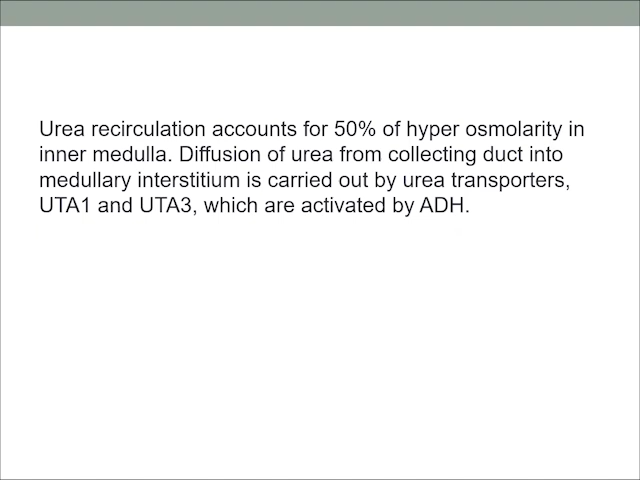 Urea recirculation accounts for 50% of hyper osmolarity in
inner medulla. Diffusion of urea from collecting duct into
medullary interstitium is carried out by urea transporters,
UTA1 and UTA3, which are activated by ADH.